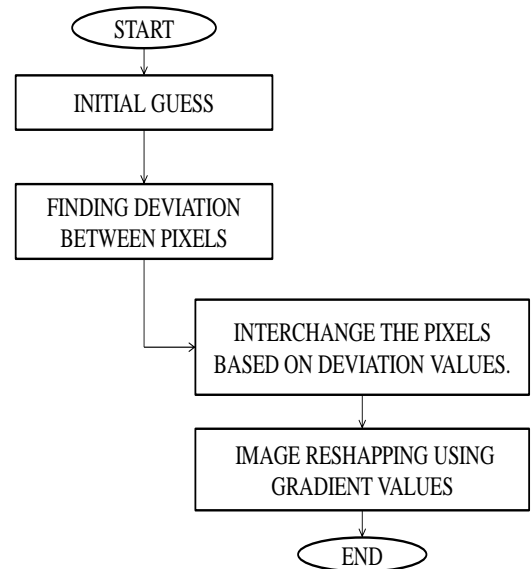 START
INITIAL GUESS
FINDING DEVIATION
BETWEEN PIXELS
INTERCHANGE THE PIXELS
BASED ON DEVIATION VALUES.
IMAGE RESHAPPING USING
GRADIENT VALUES
END